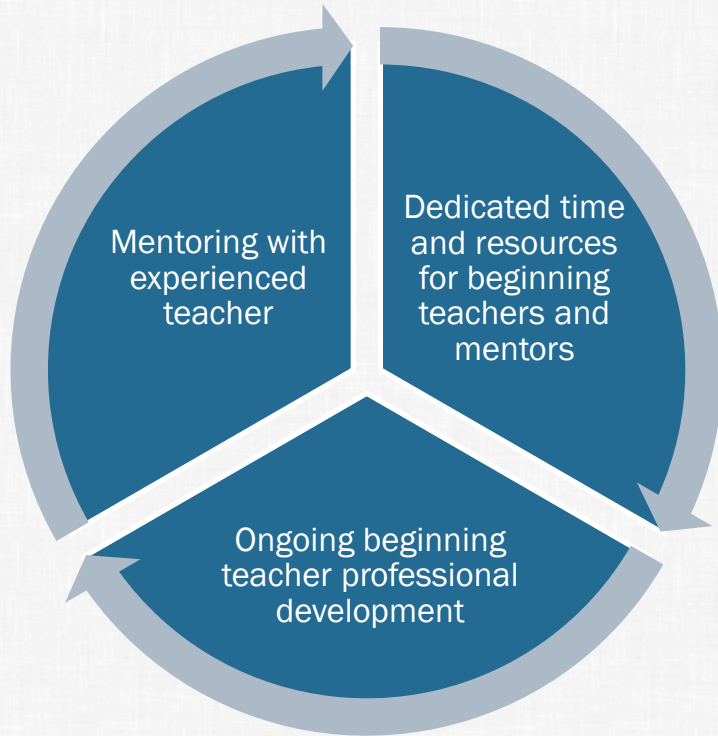 Mentoring with
experienced
teacher
Dedicated time
and resources
for beginning
teachers and
mentors
Ongoing beginning
teacher professional
development